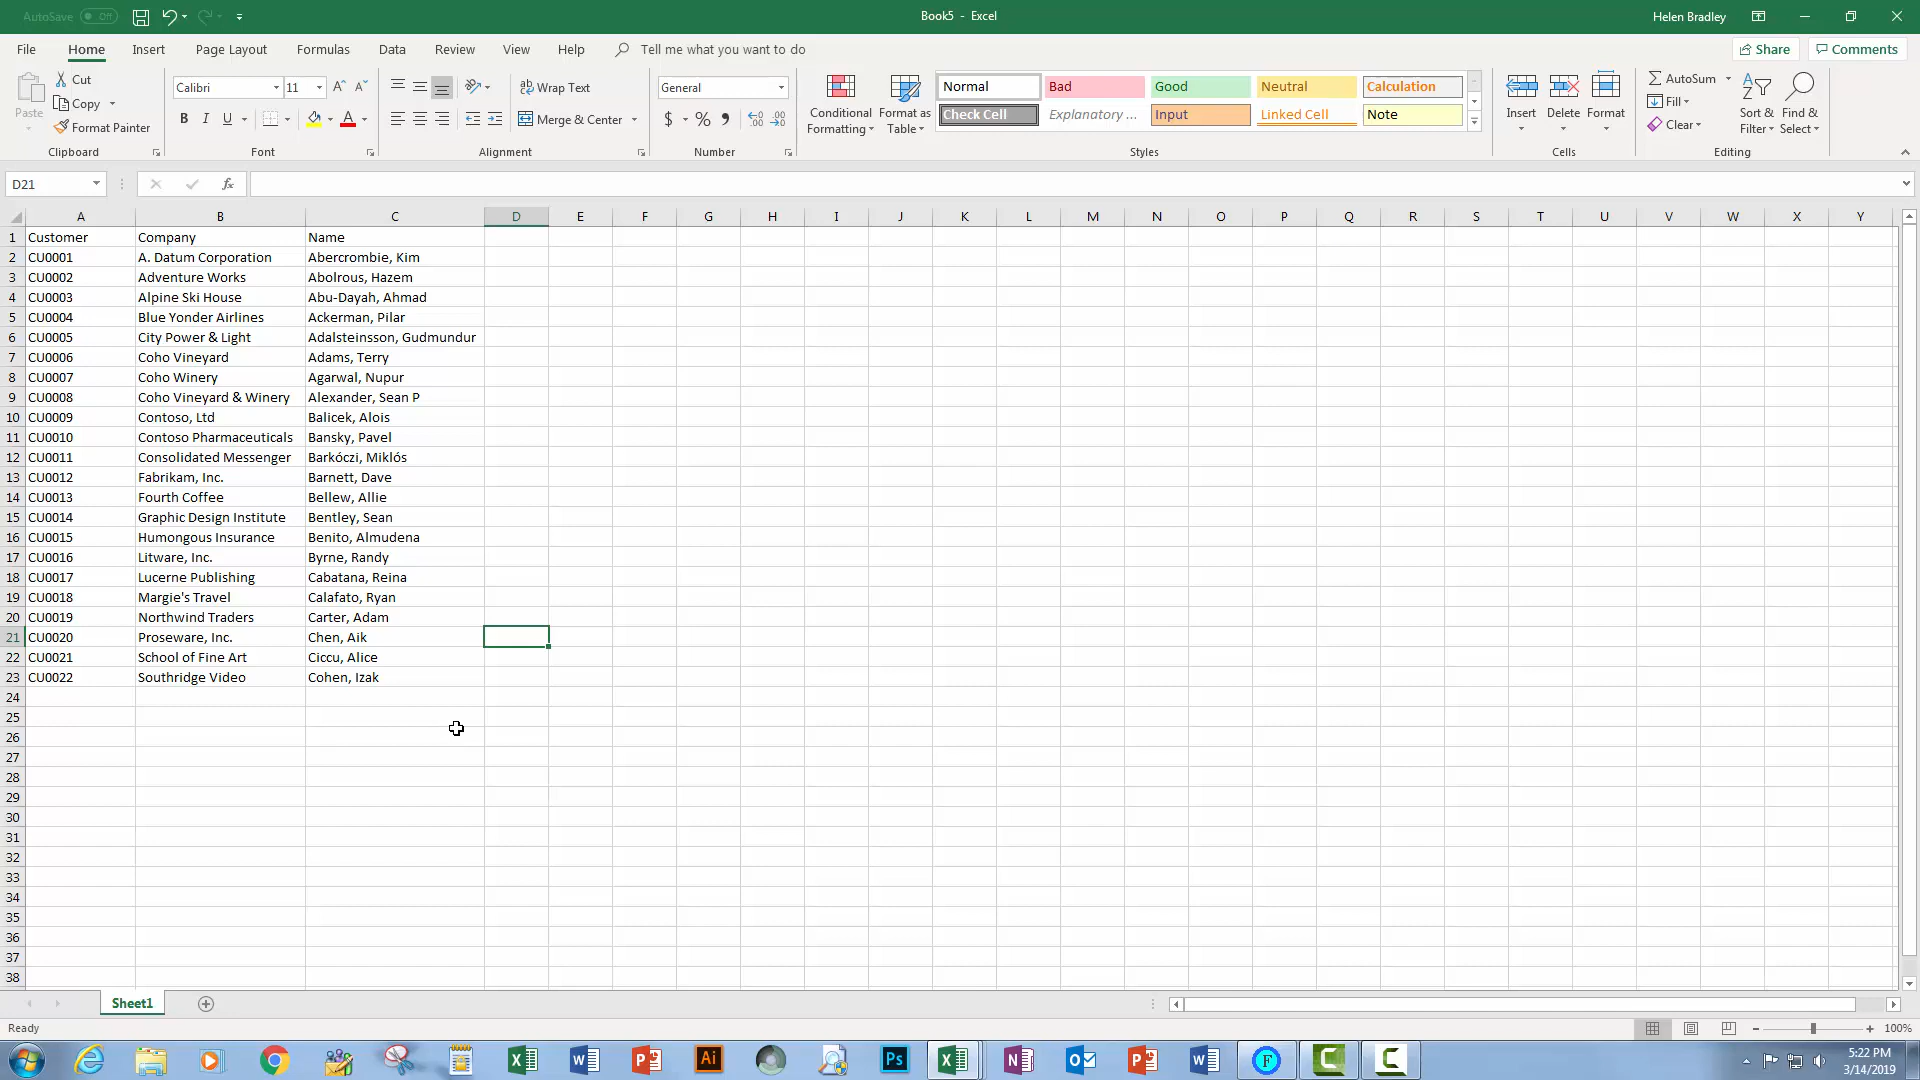 AutoSave Off
Book5 - Excel
Helen Bradley
File Home Insert Page Layout Formulas Data Review View Help Tell me what you want to do
Share Comments
Paste
Cut
Copy
Format Painter
Clipboard
Calibri 11
B I U
Font
Wrap Text
Merge & Center
Alignment
General
$ % ,
Number
Conditional Formatting
Format as Table
Normal Bad Good Neutral Calculation
Check Cell Explanatory ... Input Linked Cell Note
Styles
Insert Delete Format
Cells
AutoSum
Fill
Clear
Sort & Filter
Find & Select
Editing
D21
fx
A B C D E F G H I J K L M N O P Q R S T U V W X Y
1 Customer Company Name
2 CU0001 A. Datum Corporation Abercrombie, Kim
3 CU0002 Adventure Works Abolrous, Hazem
4 CU0003 Alpine Ski House Abu-Dayah, Ahmad
5 CU0004 Blue Yonder Airlines Ackerman, Pilar
6 CU0005 City Power & Light Adalsteinsson, Gudmundur
7 CU0006 Coho Vineyard Adams, Terry
8 CU0007 Coho Winery Agarwal, Nupur
9 CU0008 Coho Vineyard & Winery Alexander, Sean P
10 CU0009 Contoso, Ltd Balicek, Alois
11 CU0010 Contoso Pharmaceuticals Bansky, Pavel
12 CU0011 Consolidated Messenger Barkóczi, Miklós
13 CU0012 Fabrikam, Inc. Barnett, Dave
14 CU0013 Fourth Coffee Bellew, Allie
15 CU0014 Graphic Design Institute Bentley, Sean
16 CU0015 Humongous Insurance Benito, Almudena
17 CU0016 Litware, Inc. Byrne, Randy
18 CU0017 Lucerne Publishing Cabatana, Reina
19 CU0018 Margie's Travel Calafato, Ryan
20 CU0019 Northwind Traders Carter, Adam
21 CU0020 Proseware, Inc. Chen, Aik
22 CU0021 School of Fine Art Ciccu, Alice
23 CU0022 Southridge Video Cohen, Izak
24
25
26
27
28
29
30
31
32
33
34
35
36
37
38
Sheet1
Ready
100%
5:22 PM
3/14/2019